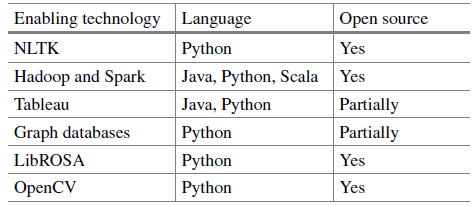 Enabling technology Language Open source
NLTK Python Yes
Hadoop and Spark Java, Python, Scala Yes
Tableau Java, Python Partially
Graph databases Python Partially
LibROSA Python Yes
OpenCV Python Yes